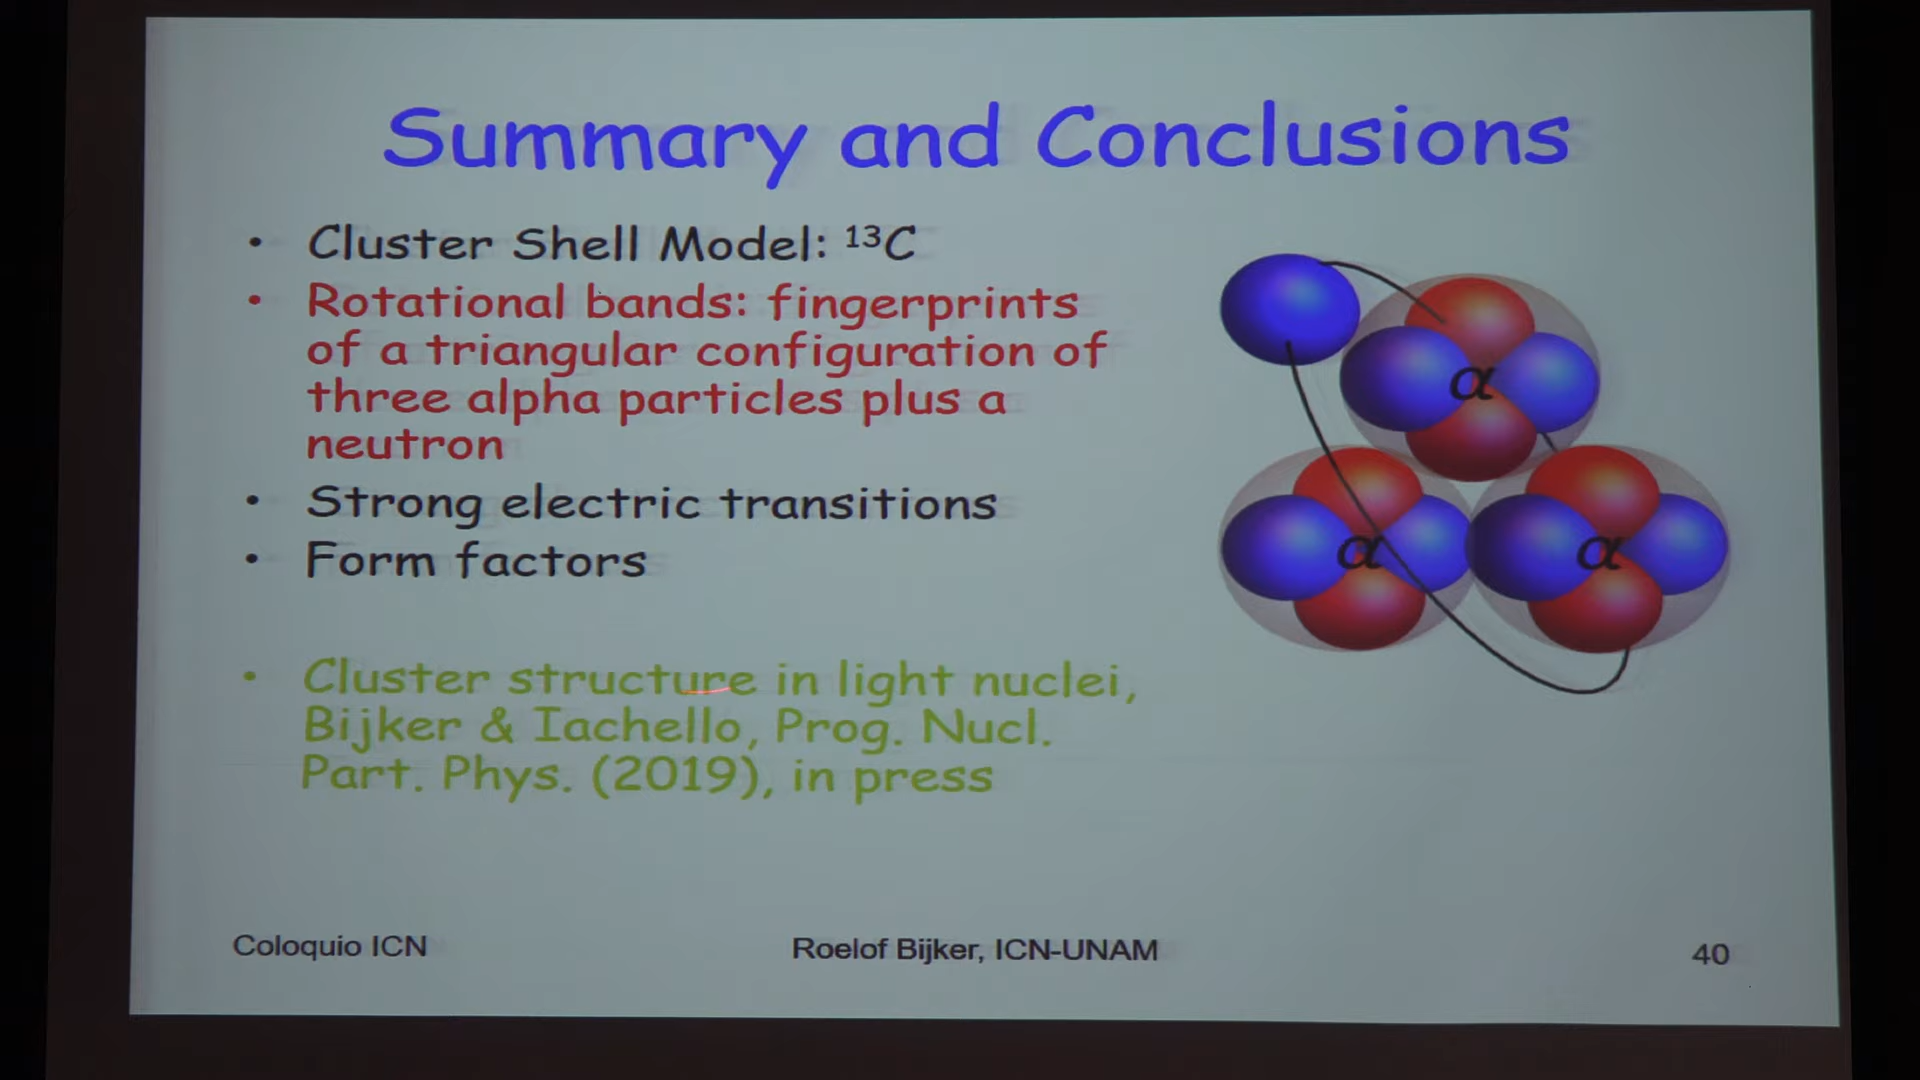 Summary and Conclusions
• Cluster Shell Model: ¹³C
• Rotational bands: fingerprints
of a triangular configuration of
three alpha particles plus a
neutron
• Strong electric transitions
• Form factors
• Cluster structure in light nuclei,
Bijker & Iachello, Prog. Nucl.
Part. Phys. (2019), in press
α
α
α
Coloquio ICN
Roelof Bijker, ICN-UNAM
40